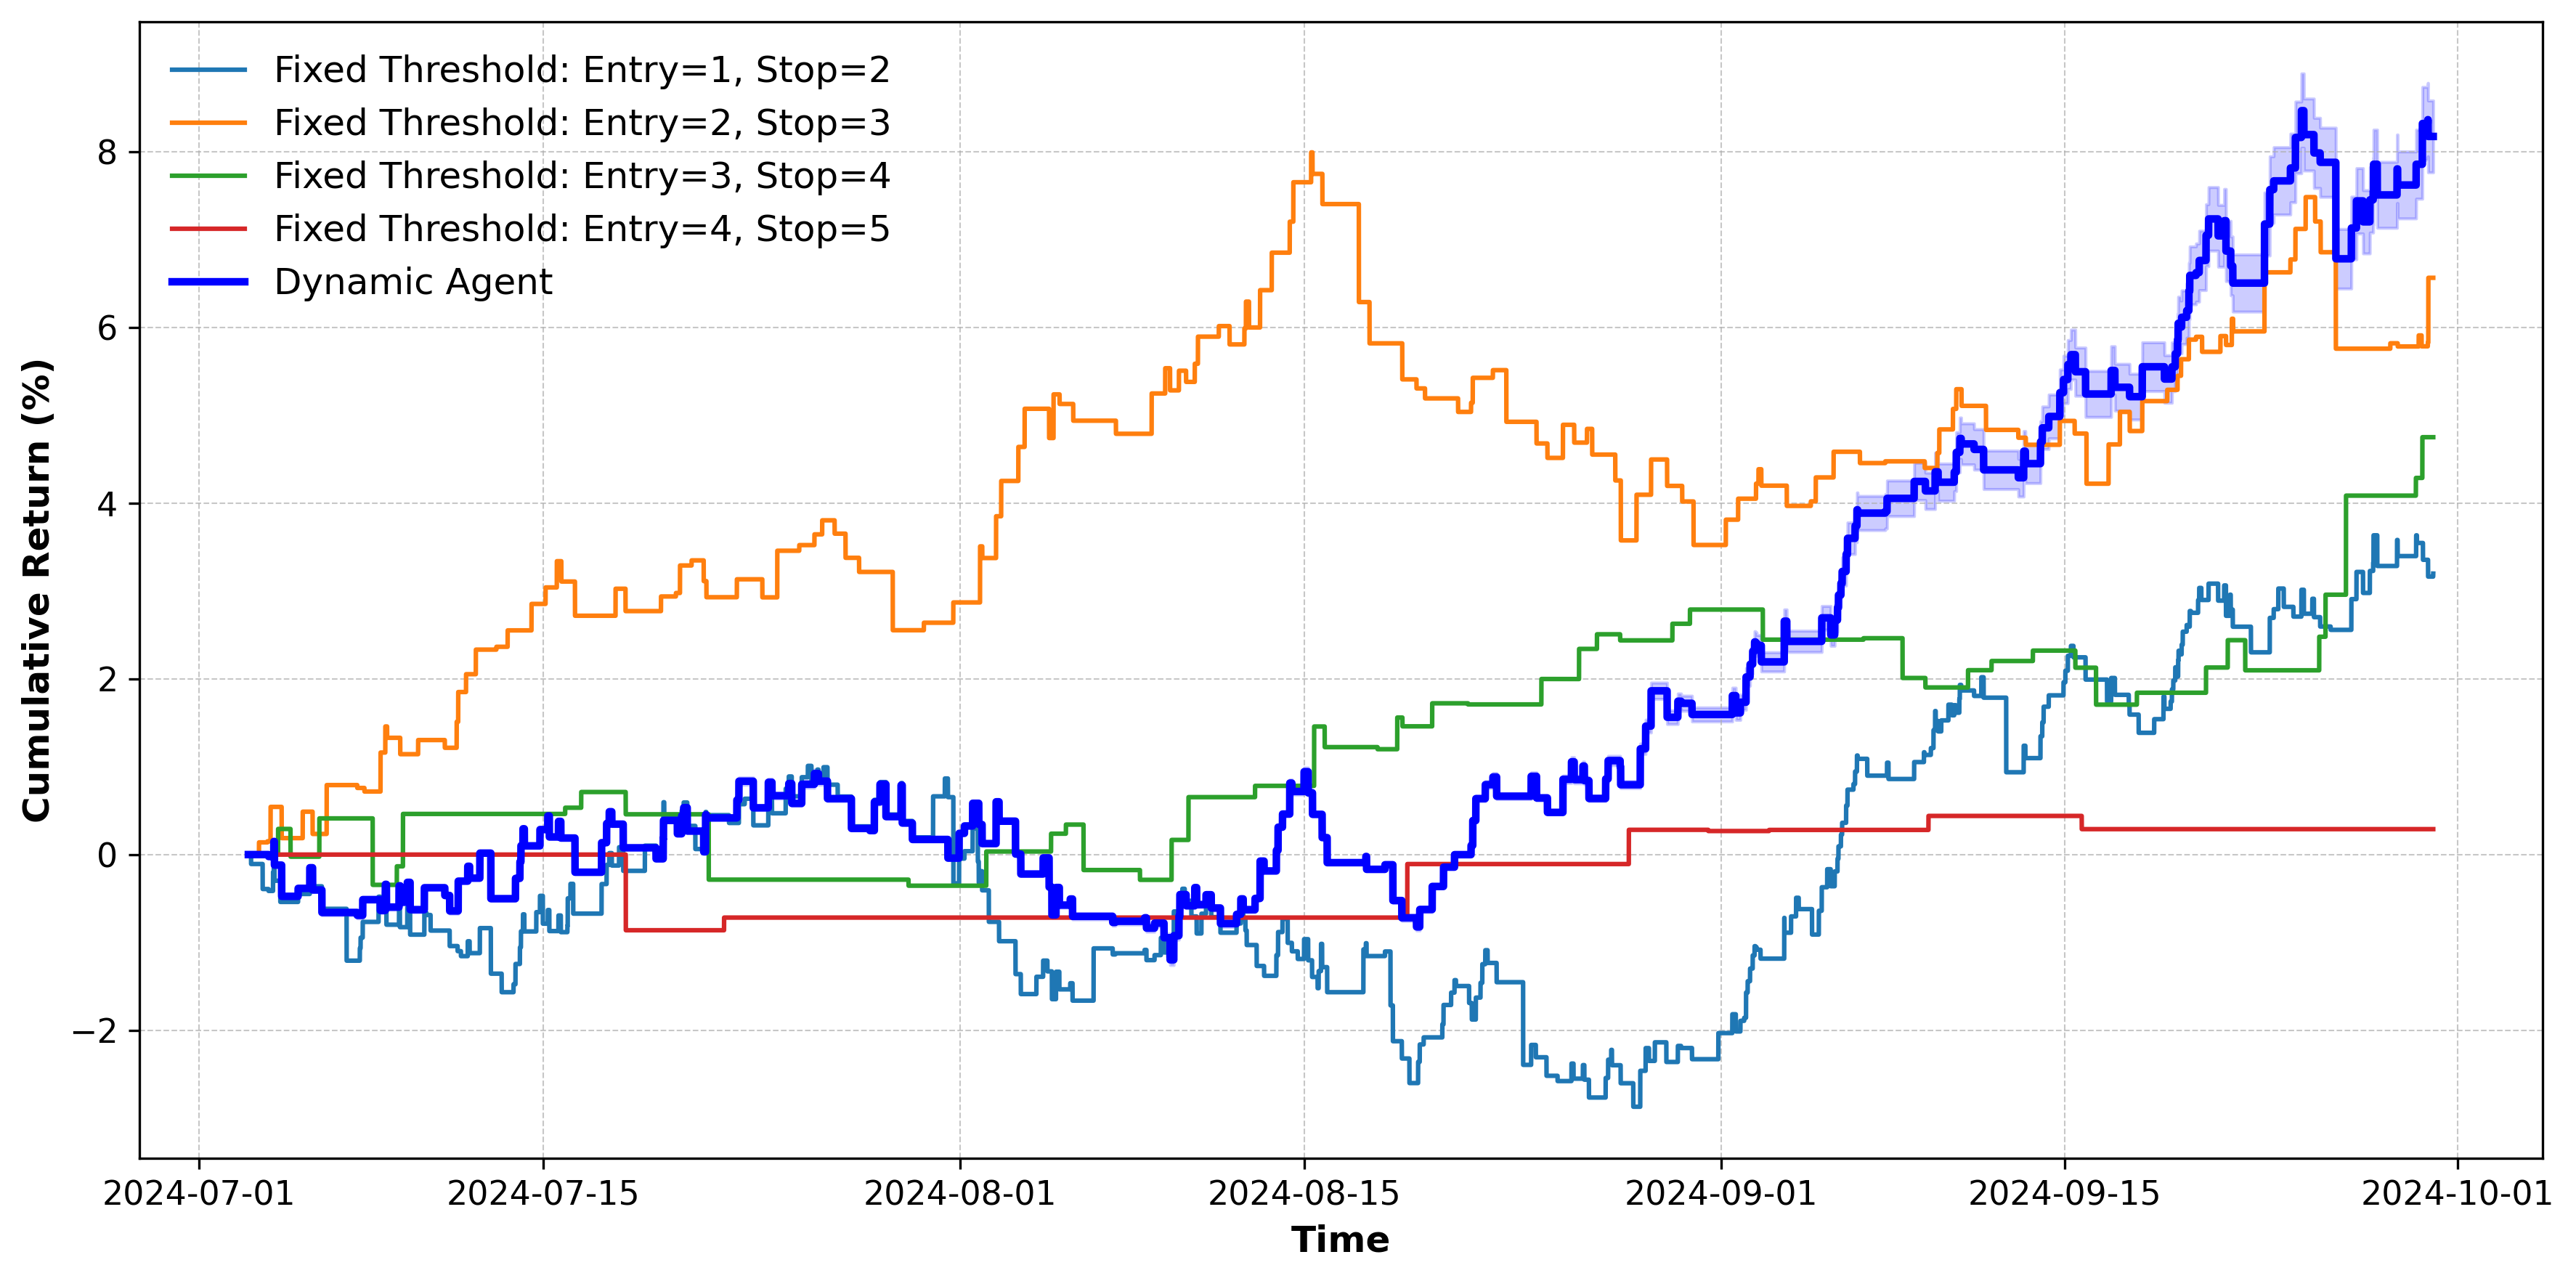 Fixed Threshold: Entry=1, Stop=2
Fixed Threshold: Entry=2, Stop=3
Fixed Threshold: Entry=3, Stop=4
Fixed Threshold: Entry=4, Stop=5
Dynamic Agent
Cumulative Return (%)
8
6
4
2
0
−2
2024-07-01
2024-07-15
2024-08-01
2024-08-15
2024-09-01
2024-09-15
2024-10-01
Time